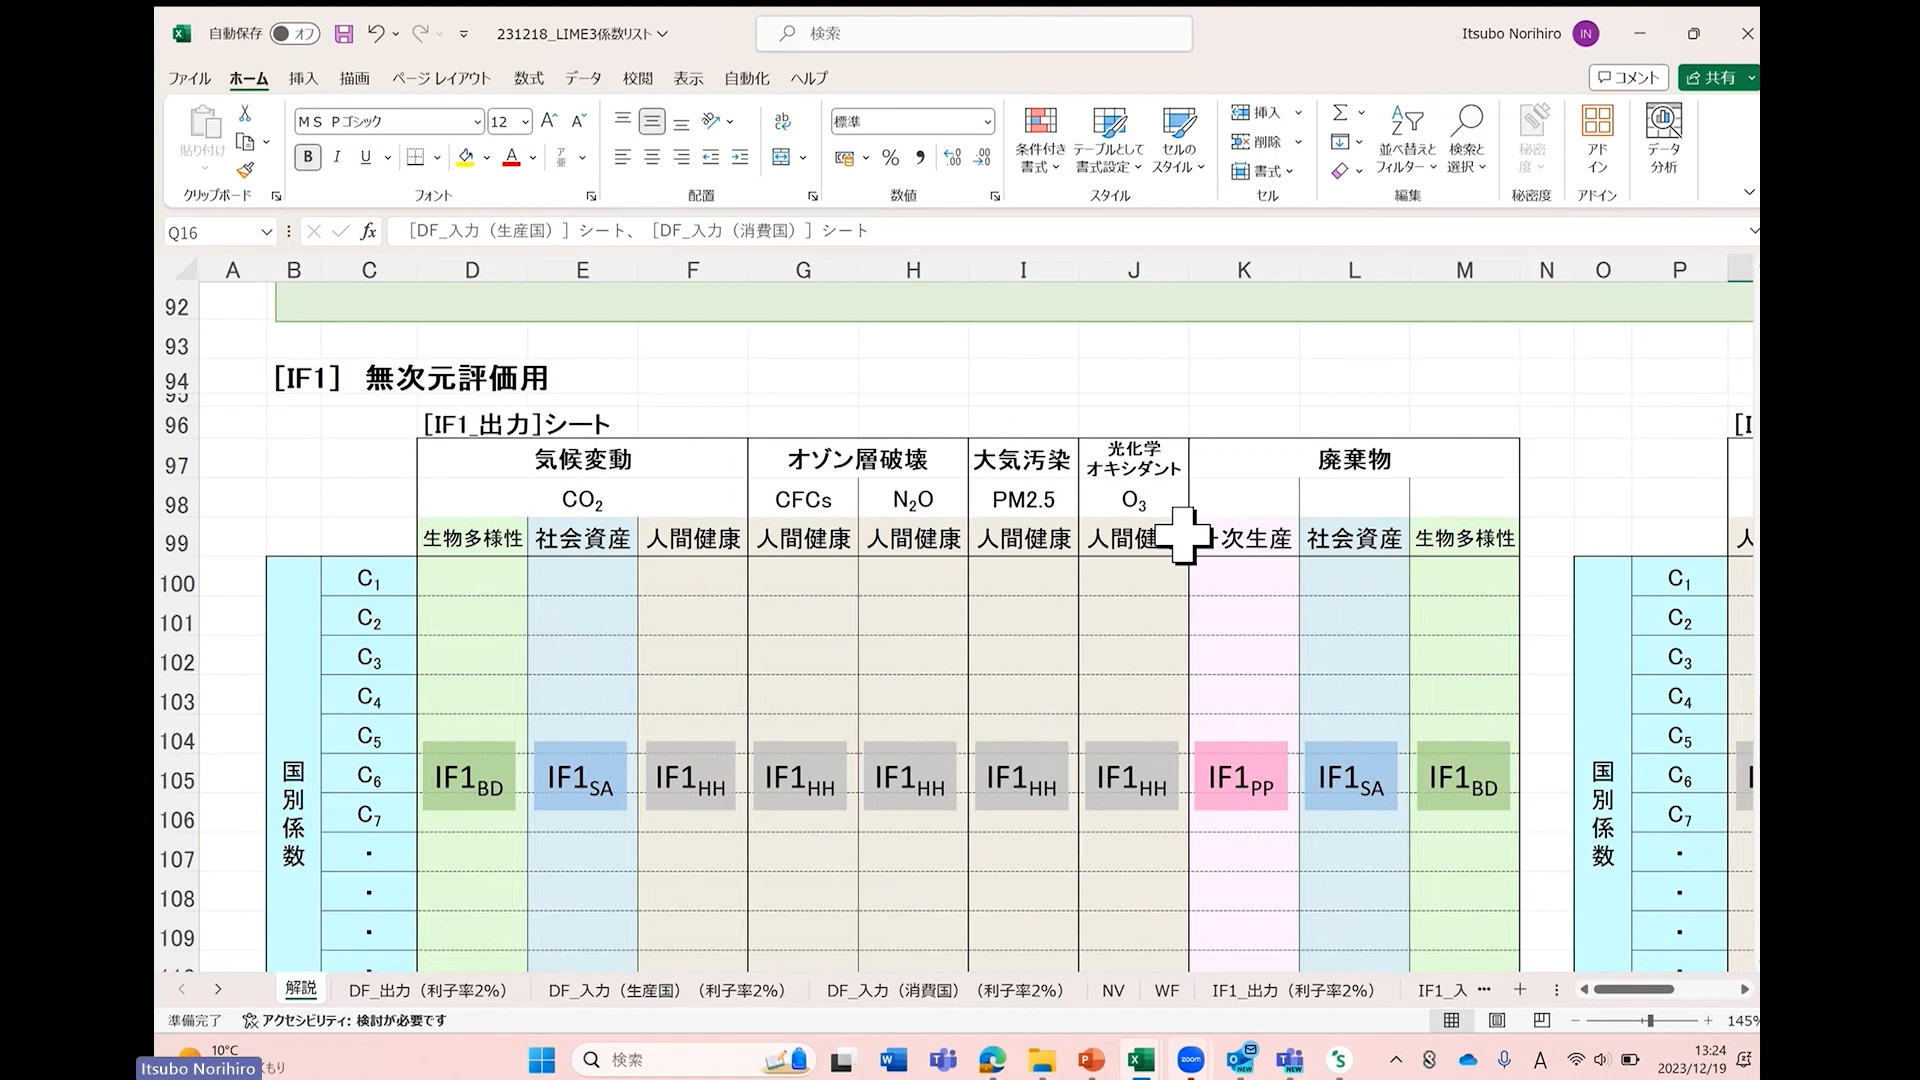 自動保存 オフ 231218_LIME3係数リスト 検索 Itsubo Norihiro IN
ファイル ホーム 挿入 描画 ページ レイアウト 数式 データ 校閲 表示 自動化 ヘルプ コメント 共有
貼り付け MS Pゴシック 12 標準 条件付き 書式 テーブルとして 書式設定 セルの スタイル 挿入 削除 書式 並べ替えと フィルター 検索と 選択 秘密 度 アド イン データ 分析
B I U
クリップボード フォント 配置 数値 スタイル セル 編集 秘密度 アドイン
Q16 fx [DF_入力（生産国）] シート、 [DF_入力（消費国）] シート
A B C D E F G H I J K L M N O P
92
93
94 [IF1] 無次元評価用
95
96 [IF1_出力]シート
97 気候変動 オゾン層破壊 大気汚染 光化学 オキシダント 廃棄物
98 CO2 CFCs N2O PM2.5 O3
99 生物多様性 社会資産 人間健康 人間健康 人間健康 人間健康 人間健 次生産 社会資産 生物多様性 人
100 C1 C1
101 C2 C2
102 C3 C3
103 C4 C4
104 C5 C5
105 C6 IF1BD IF1SA IF1HH IF1HH IF1HH IF1HH IF1HH IF1PP IF1SA IF1BD C6
106 C7 C7
107 ・ ・
108 ・ ・
109 ・ ・
国別係数 国別係数
解説 DF_出力（利子率2%） DF_入力（生産国）（利子率2%） DF_入力（消費国）（利子率2%） NV WF IF1_出力（利子率2%） IF1_入
準備完了 アクセシビリティ: 検討が必要です 145%
10°C
Itsubo Norihiro もり
検索
A
13:24
2023/12/19